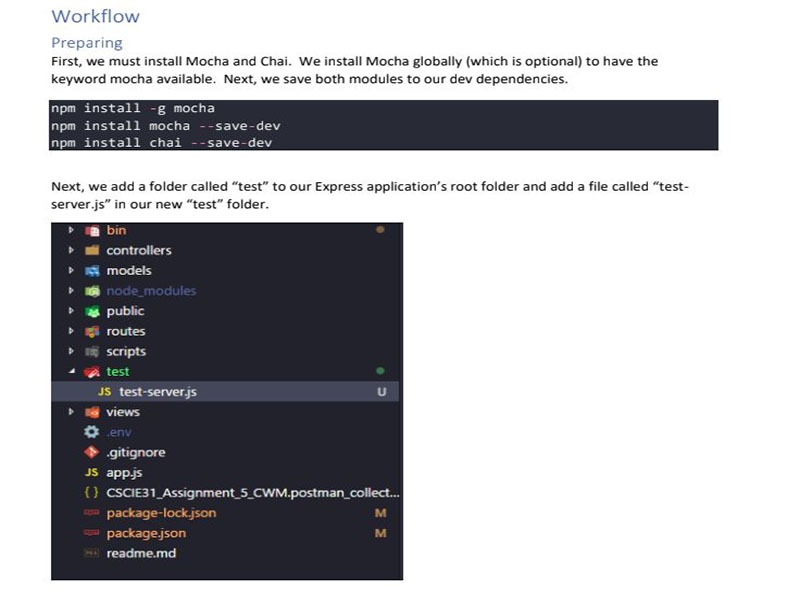 Workflow
Preparing
First, we must install Mocha and Chai.  We install Mocha globally (which is optional) to have the
keyword mocha available.  Next, we save both modules to our dev dependencies.
npm install -g mocha
npm install mocha --save-dev
npm install chai --save-dev
Next, we add a folder called “test” to our Express application’s root folder and add a file called “test-
server.js” in our new “test” folder.
bin
controllers
models
node_modules
public
routes
scripts
test
JS test-server.js U
views
.env
.gitignore
JS app.js
{ } CSCIE31_Assignment_5_CWM.postman_collect...
package-lock.json M
package.json M
readme.md